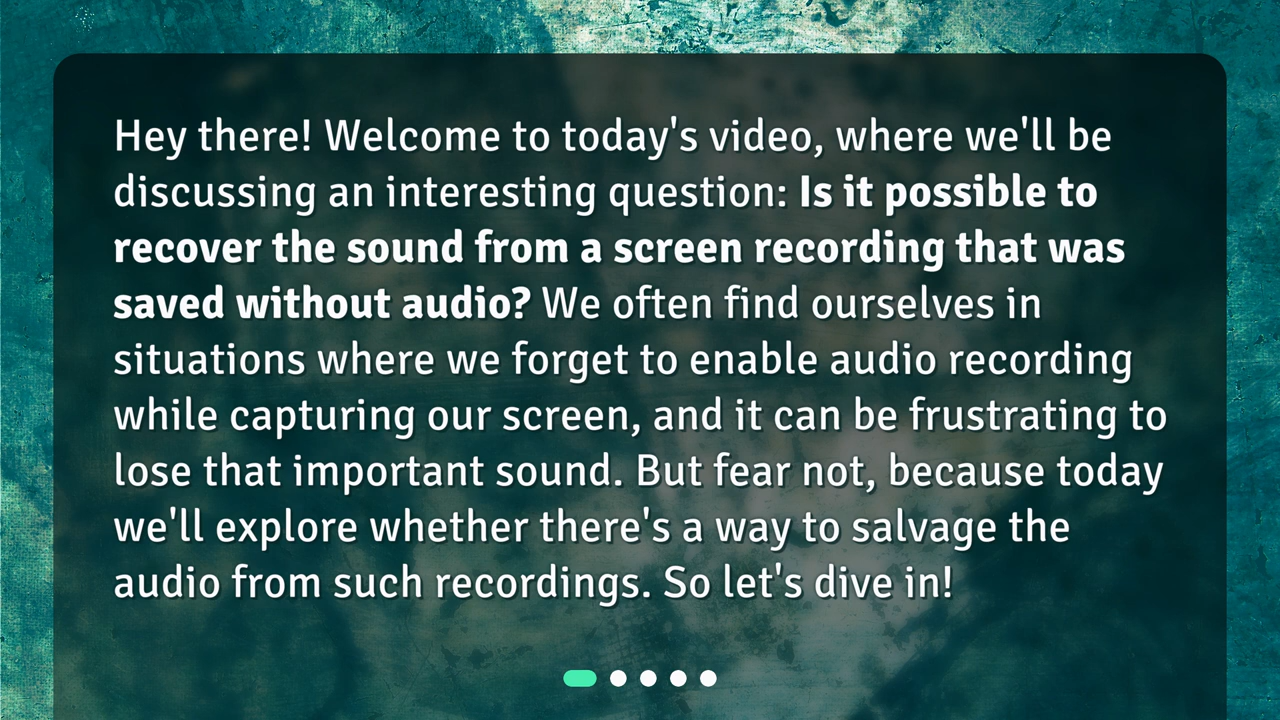 Hey there! Welcome to today's video, where we'll be
discussing an interesting question: Is it possible to
recover the sound from a screen recording that was
saved without audio? We often find ourselves in
situations where we forget to enable audio recording
while capturing our screen, and it can be frustrating to
lose that important sound. But fear not, because today
we'll explore whether there's a way to salvage the
audio from such recordings. So let's dive in!